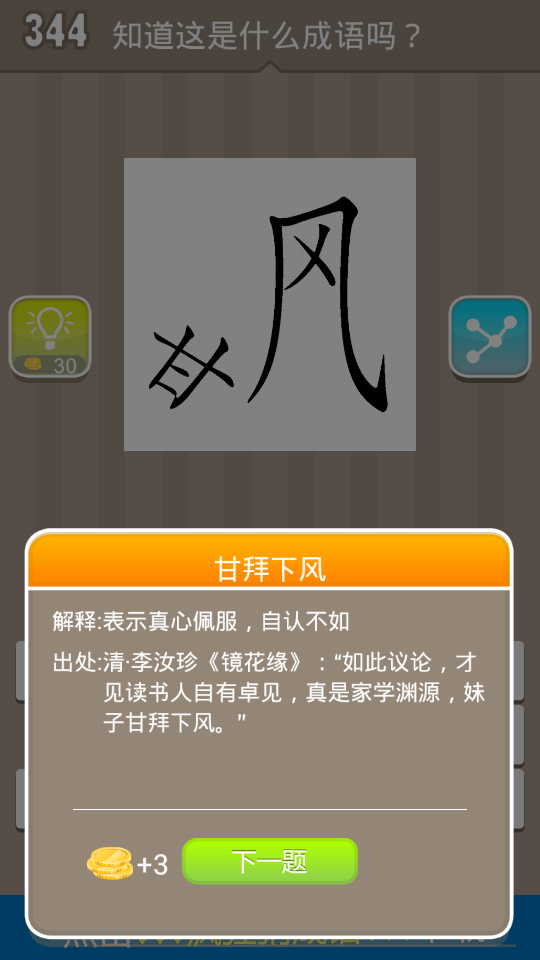 344 知道这是什么成语吗？
风
甘
30
甘拜下风
解释:表示真心佩服，自认不如
出处:清·李汝珍《镜花缘》：“如此议论，才
见读书人自有卓见，真是家学渊源，妹
子甘拜下风。”
+3 下一题